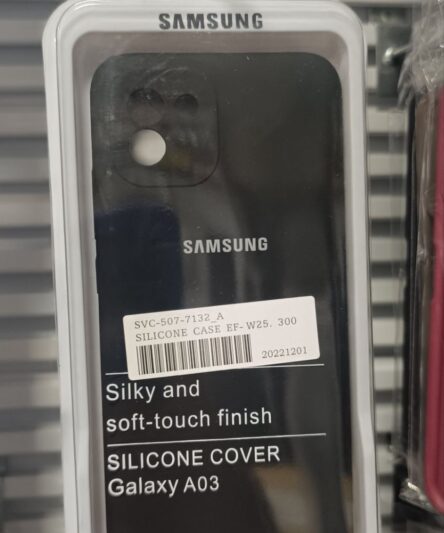 SAMSUNG
SAMSUNG
SVC-507-7132_A
SILICONE CASE EF-W25. 300
20221201
Silky and
soft-touch finish
SILICONE COVER
Galaxy A03